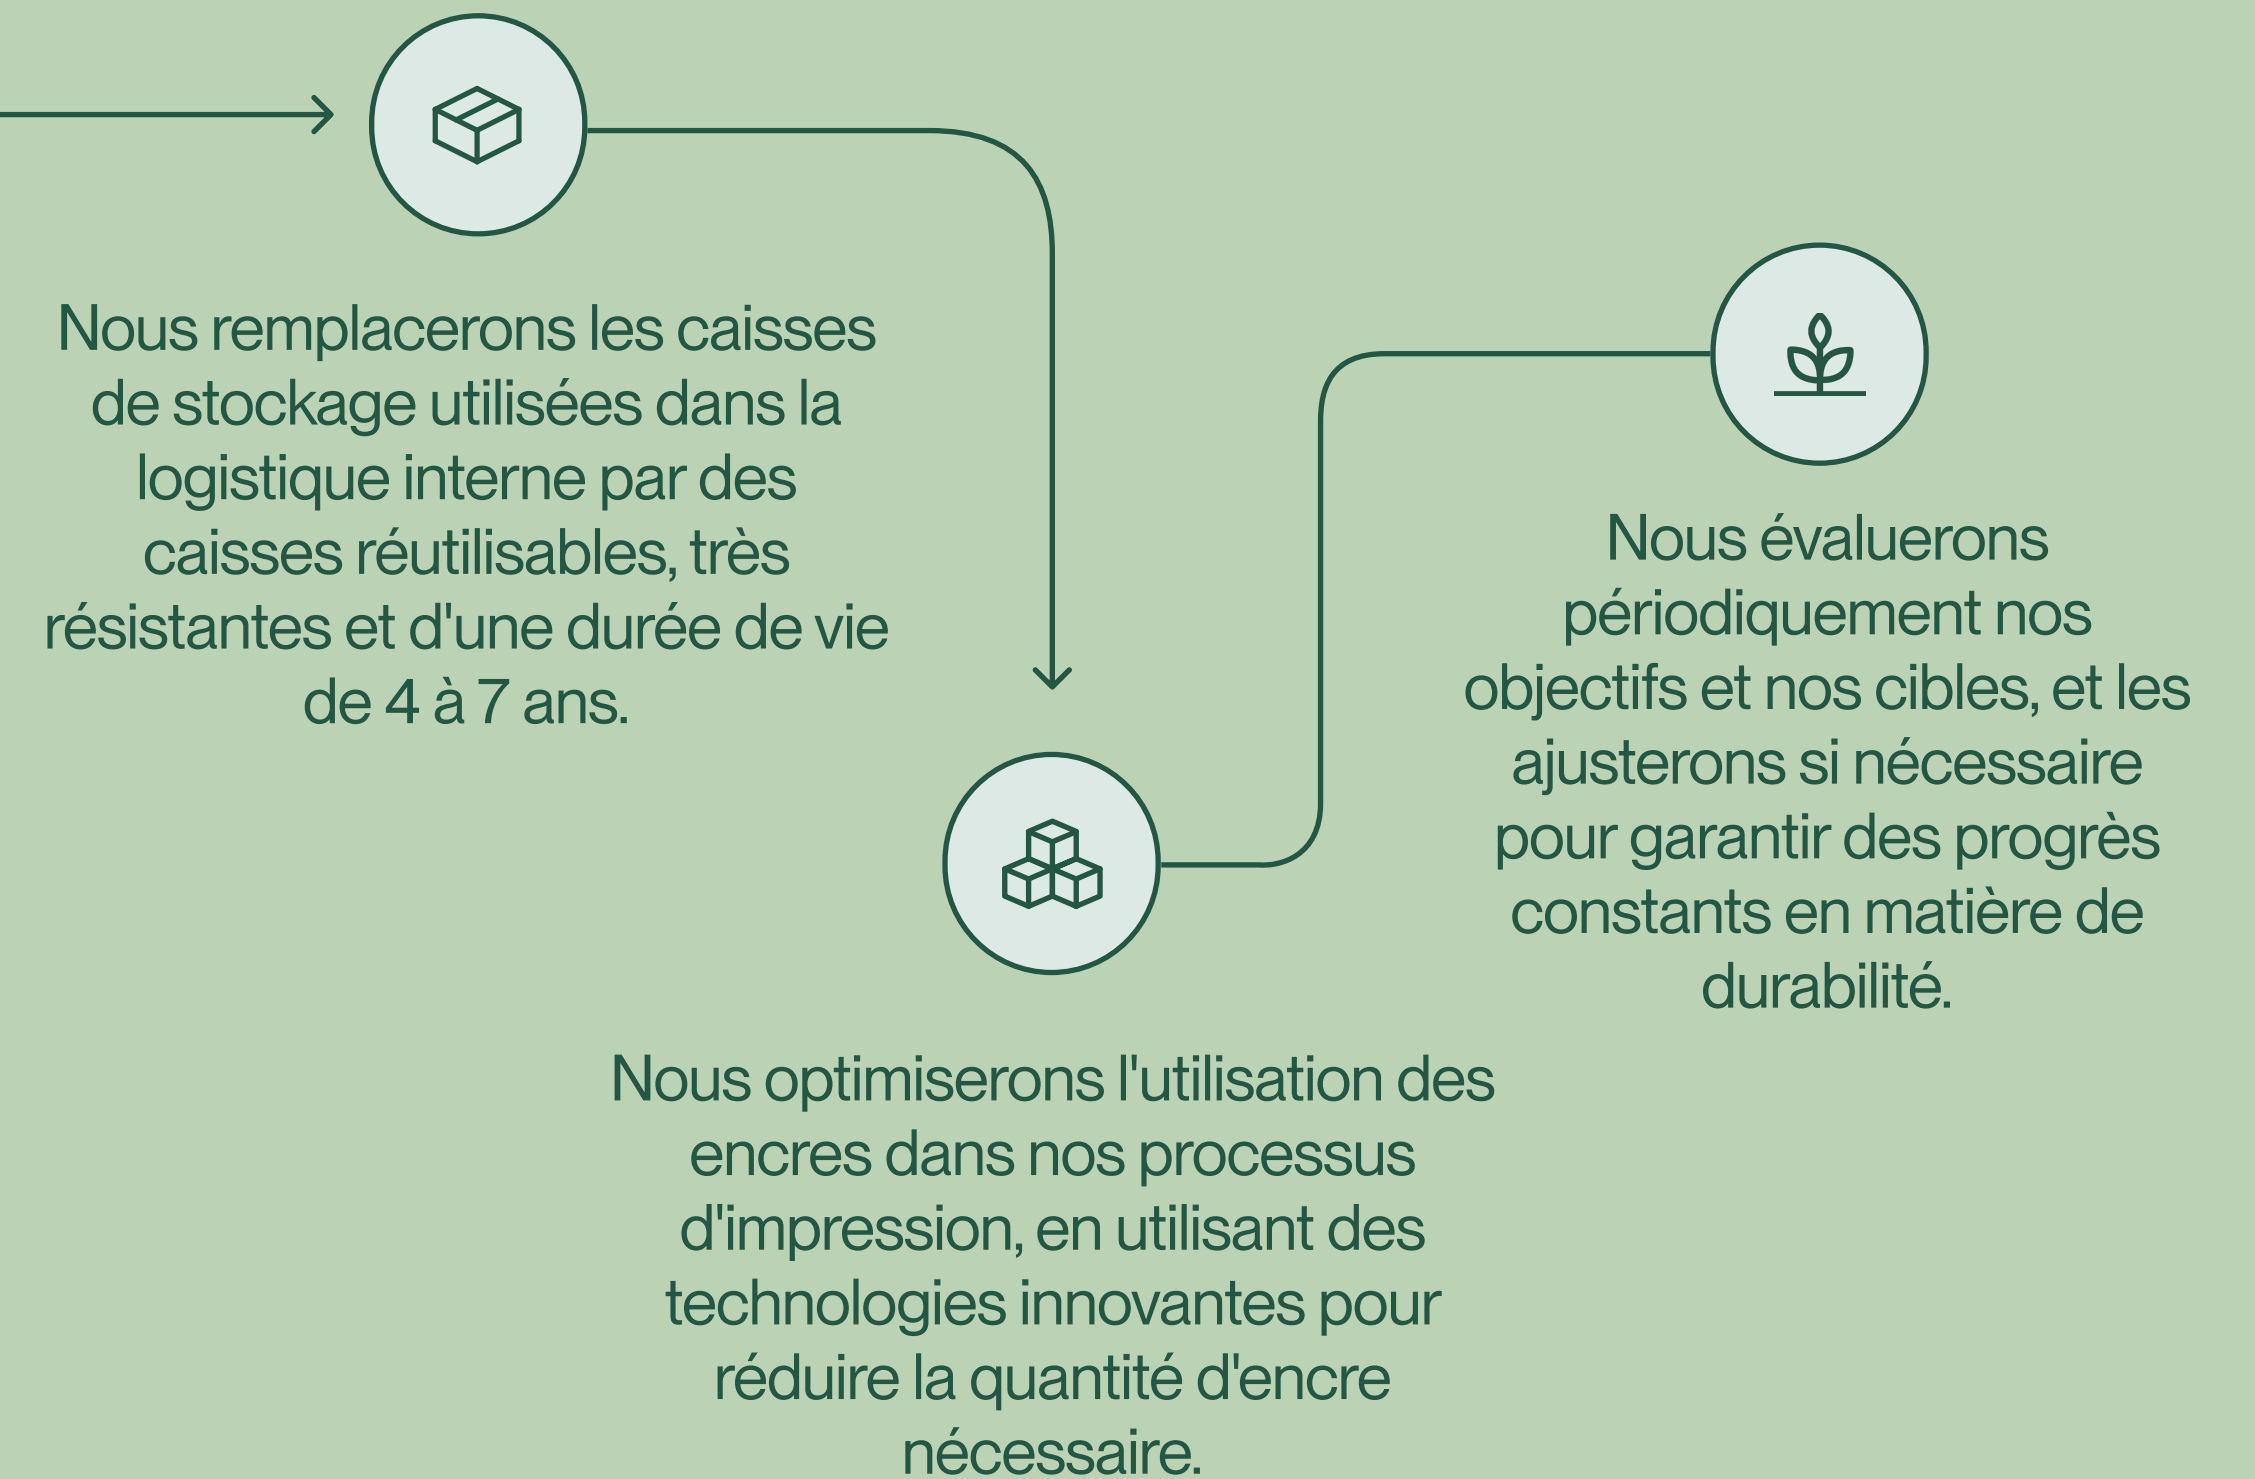 Nous remplacerons les caisses
de stockage utilisées dans la
logistique interne par des
caisses réutilisables, très
résistantes et d'une durée de vie
de 4 à 7 ans.
Nous optimiserons l'utilisation des
encres dans nos processus
d'impression, en utilisant des
technologies innovantes pour
réduire la quantité d'encre
nécessaire.
Nous évaluerons
périodiquement nos
objectifs et nos cibles, et les
ajusterons si nécessaire
pour garantir des progrès
constants en matière de
durabilité.